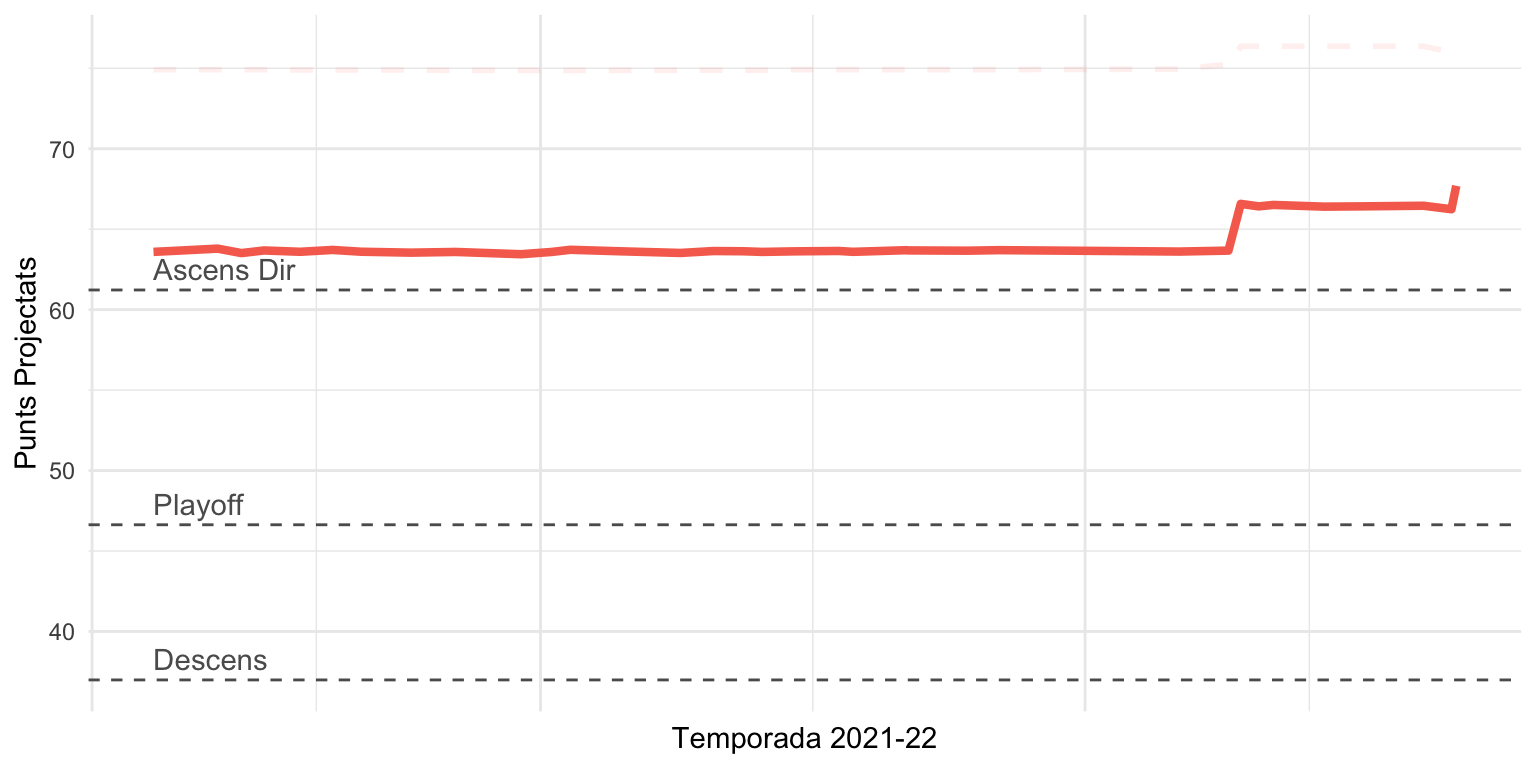 70
60
50
40
Punts Projectats
Ascens Dir
Playoff
Descens
Temporada 2021-22